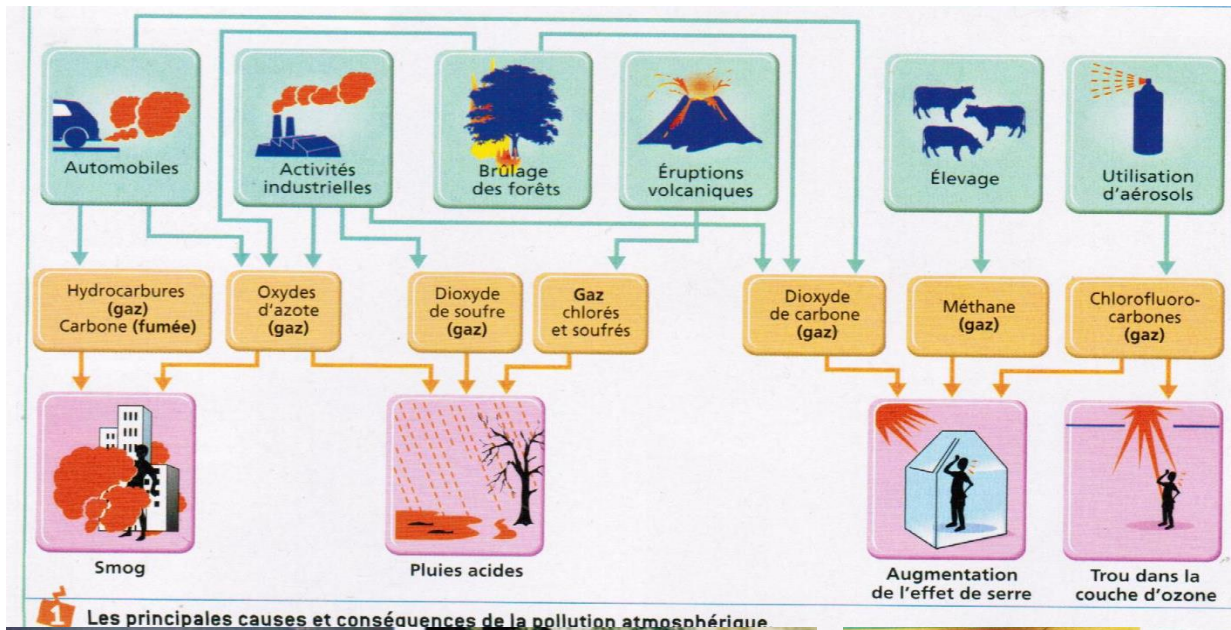 Automobiles
Activités
industrielles
Brûlage
des forêts
Éruptions
volcaniques
Élevage
Utilisation
d'aérosols
Hydrocarbures
(gaz)
Carbone (fumée)
Oxydes
d'azote
(gaz)
Dioxyde
de soufre
(gaz)
Gaz
chlorés
et soufrés
Dioxyde
de carbone
(gaz)
Méthane
(gaz)
Chlorofluoro-
carbones
(gaz)
Smog
Pluies acides
Augmentation
de l'effet de serre
Trou dans la
couche d'ozone
1 Les principales causes et conséquences de la pollution atmosphérique